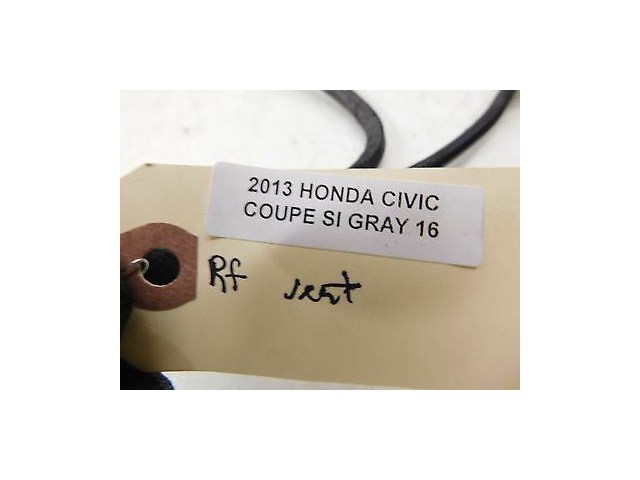 2013 HONDA CIVIC
COUPE SI GRAY 16
Rf